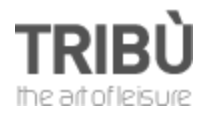 TRIBÙ
the art of leisure